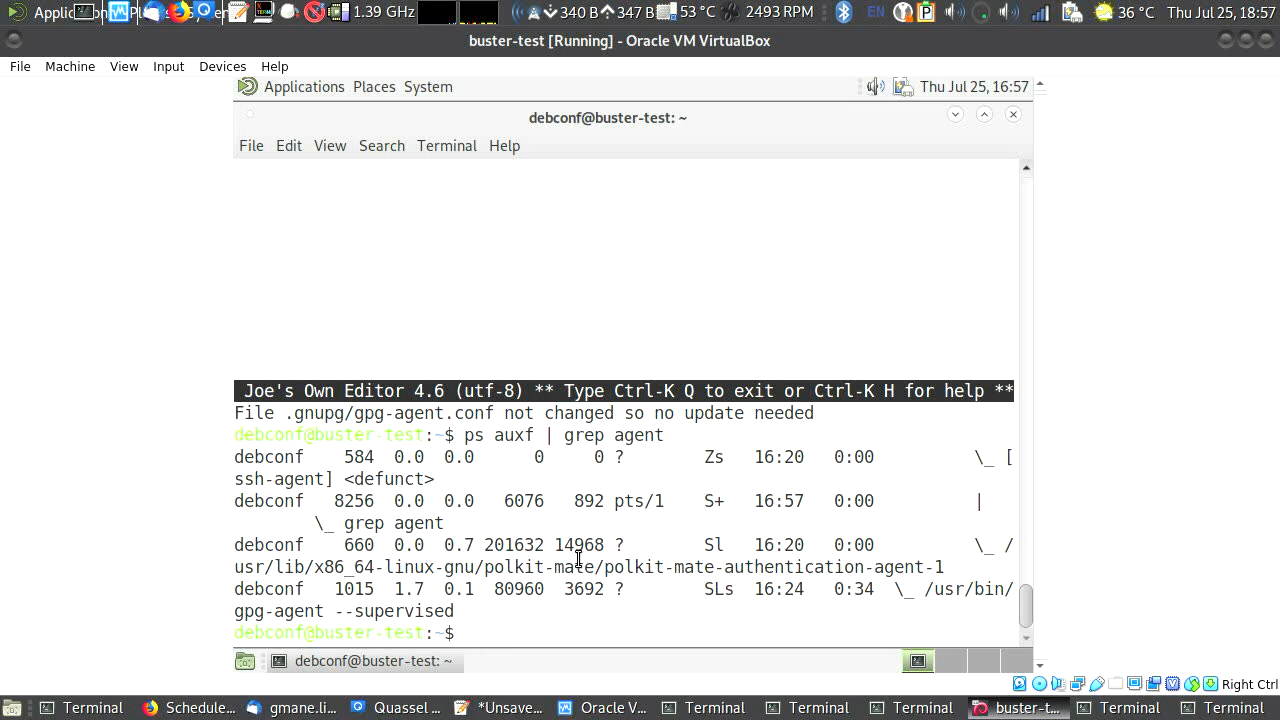 1.39 GHz 340 B 347 B 53 °C 2493 RPM EN 36 °C Thu Jul 25, 18:57
buster-test [Running] - Oracle VM VirtualBox
File Machine View Input Devices Help
Applications Places System Thu Jul 25, 16:57
debconf@buster-test: ~
File Edit View Search Terminal Help
Joe's Own Editor 4.6 (utf-8) ** Type Ctrl-K Q to exit or Ctrl-K H for help **
File .gnupg/gpg-agent.conf not changed so no update needed
debconf@buster-test:~$ ps auxf | grep agent
debconf    584  0.0  0.0      0     0 ?        Zs   16:20   0:00          \_ [
ssh-agent] <defunct>
debconf   8256  0.0  0.0   6076   892 pts/1    S+   16:57   0:00          |
        \_ grep agent
debconf    660  0.0  0.7 201632 14968 ?        Sl   16:20   0:00          \_ /
usr/lib/x86_64-linux-gnu/polkit-mate/polkit-mate-authentication-agent-1
debconf   1015  1.7  0.1  80960  3692 ?        SLs  16:24   0:34  \_ /usr/bin/
gpg-agent --supervised
debconf@buster-test:~$
debconf@buster-test: ~
Right Ctrl
Terminal Schedule... gmane.li... Quassel ... *Unsave... Oracle V... Terminal Terminal Terminal buster-t... Terminal Terminal